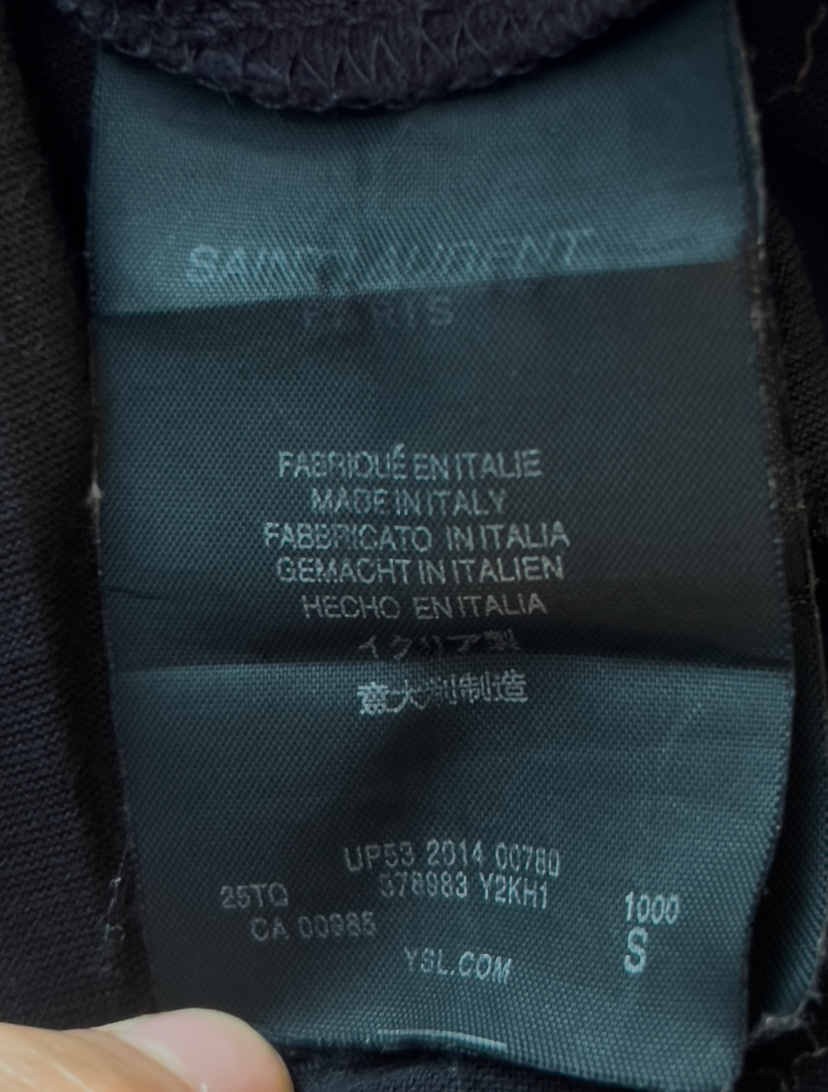 SAINT LAURENT
PARIS
FABRIQUÉ EN ITALIE
MADE IN ITALY
FABBRICATO IN ITALIA
GEMACHT IN ITALIEN
HECHO EN ITALIA
イタリア製
意大利制造
UP53 2014 00780
25TQ 578983 Y2KH1 1000
CA 00985 S
YSL.COM